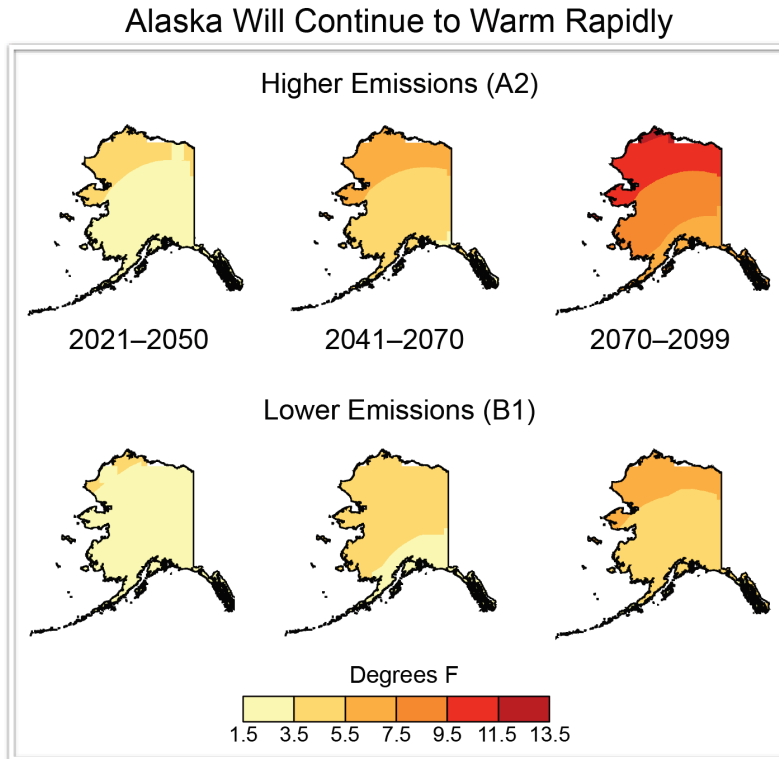 Alaska Will Continue to Warm Rapidly
Higher Emissions (A2)
2021–2050 2041–2070 2070–2099
Lower Emissions (B1)
Degrees F
1.5 3.5 5.5 7.5 9.5 11.5 13.5